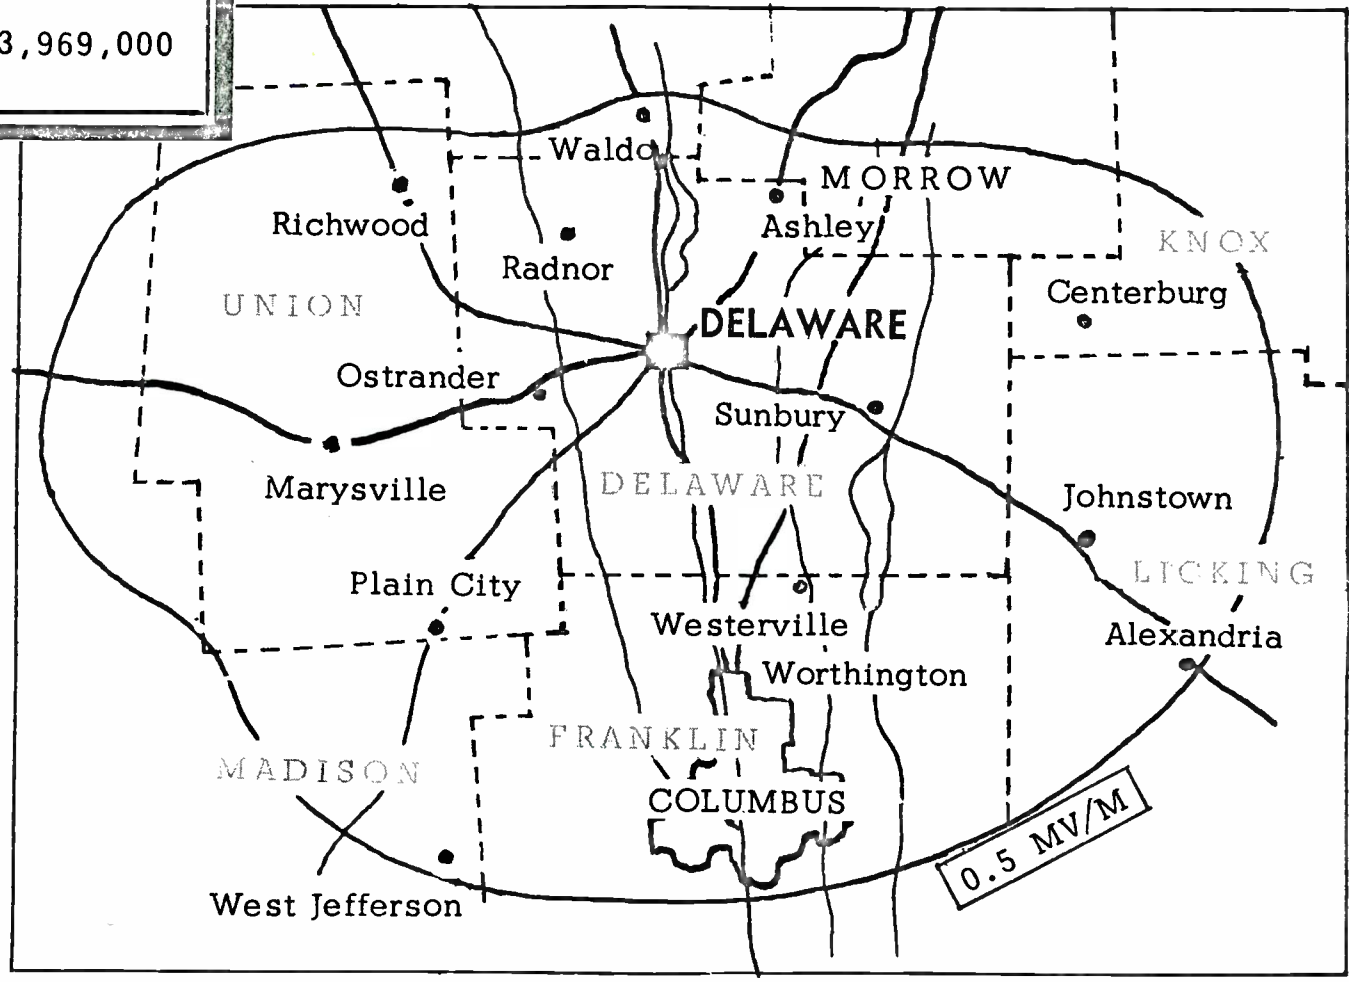 3,969,000
Waldo
MORROW
Richwood
Ashley
KNOX
Radnor
UNION
Centerburg
DELAWARE
Ostrander
Sunbury
Marysville
DELAWARE
Johnstown
Plain City
LICKING
Westerville
Alexandria
Worthington
FRANKLIN
MADISON
COLUMBUS
0.5 MV/M
West Jefferson